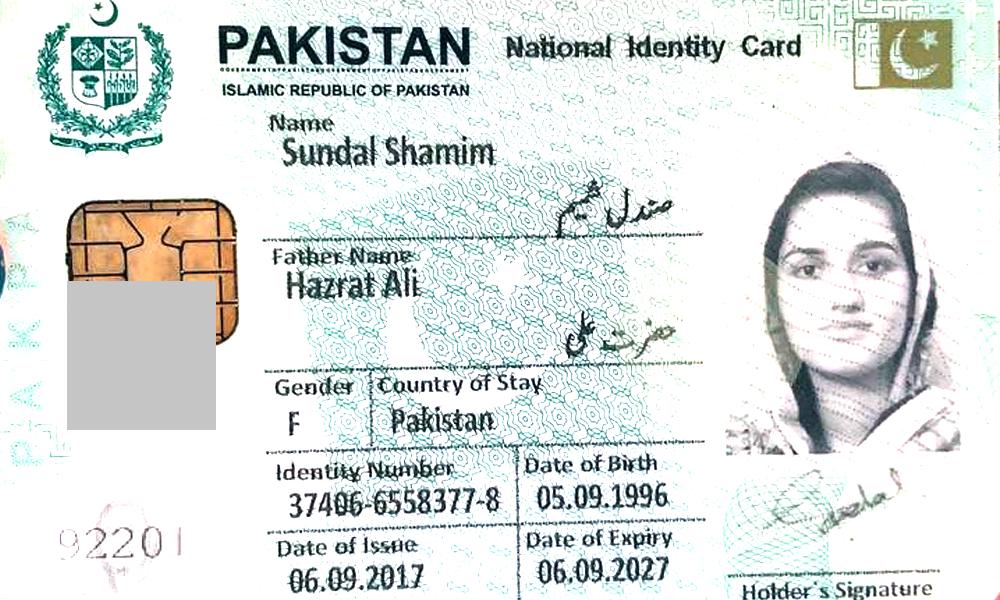 PAKISTAN National Identity Card
ISLAMIC REPUBLIC OF PAKISTAN
Name
Sundal Shamim
صندل شمیم
Father Name
Hazrat Ali
حضرت علی
Gender Country of Stay
F Pakistan
Identity Number Date of Birth
37406-6558377-8 05.09.1996
Date of Issue Date of Expiry
06.09.2017 06.09.2027
92201
Holder's Signature